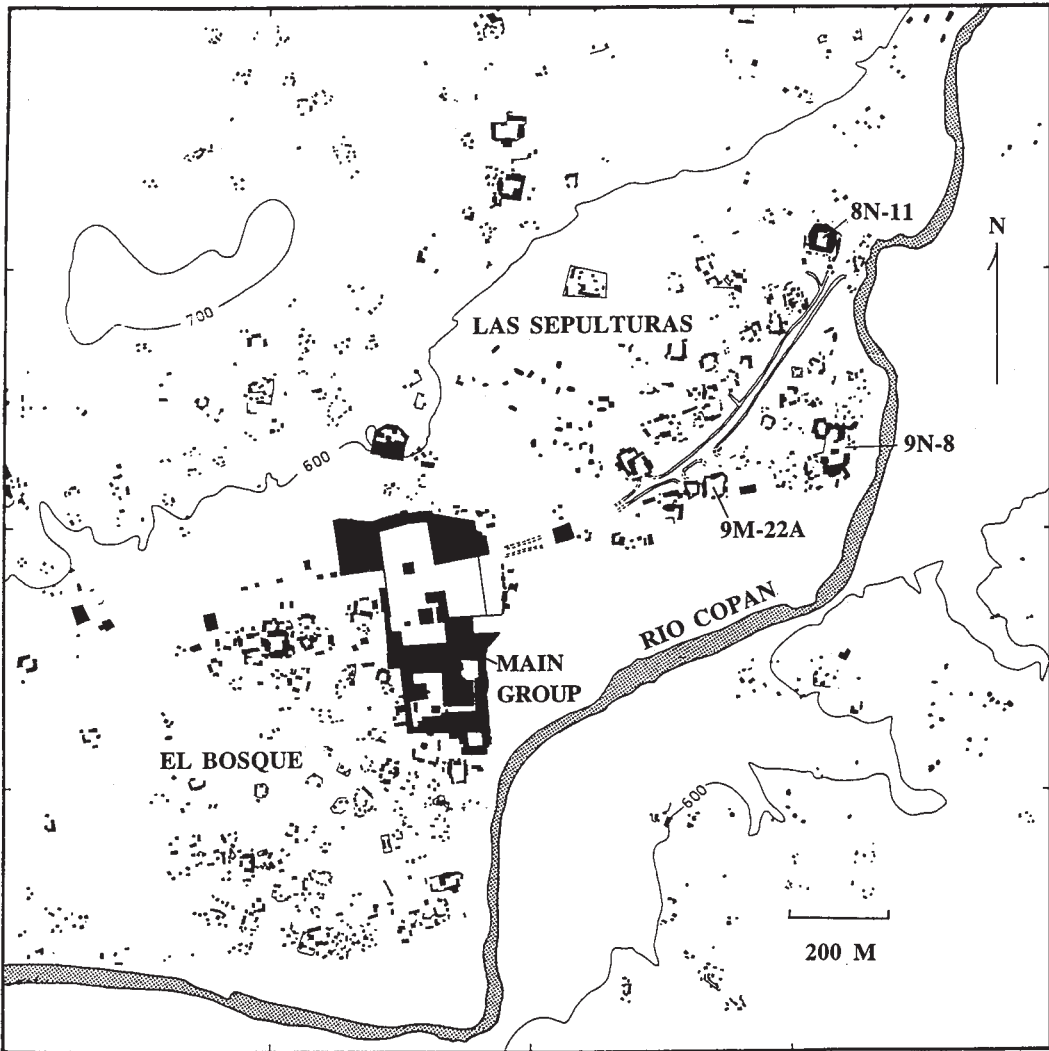 8N-11
N
700
LAS SEPULTURAS
600
9N-8
9M-22A
RIO COPAN
MAIN
GROUP
EL BOSQUE
600
200 M